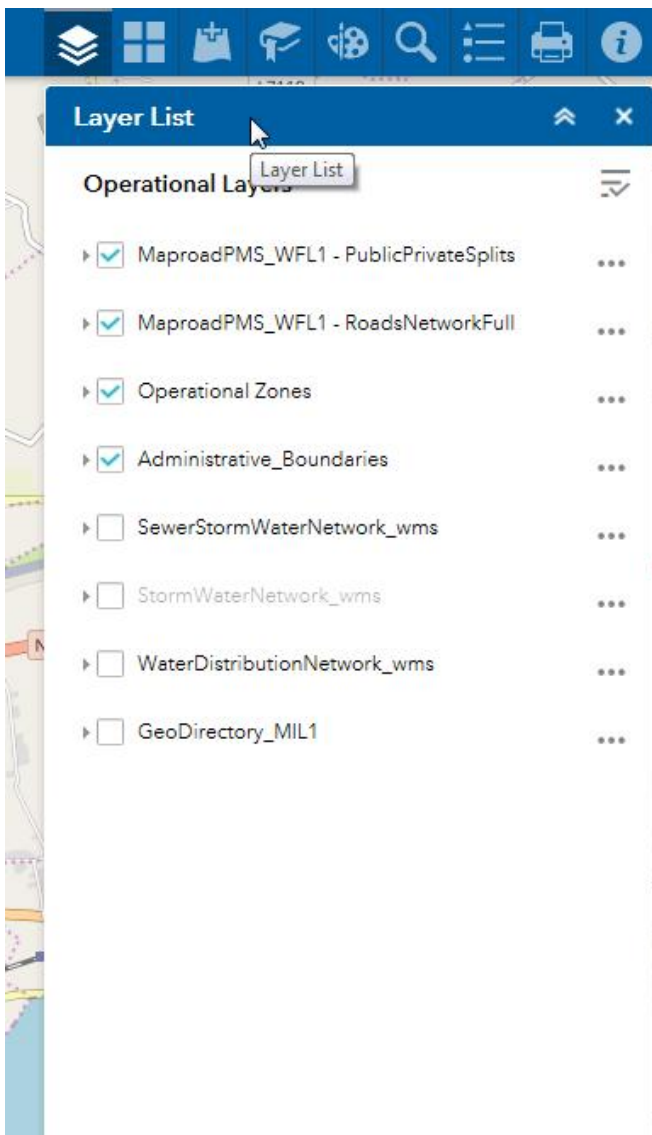 Layer List
Layer List
Operational Layers
MaproadPMS_WFL1 - PublicPrivateSplits
MaproadPMS_WFL1 - RoadsNetworkFull
Operational Zones
Administrative_Boundaries
SewerStormWaterNetwork_wms
StormWaterNetwork_wms
N
WaterDistributionNetwork_wms
GeoDirectory_MIL1